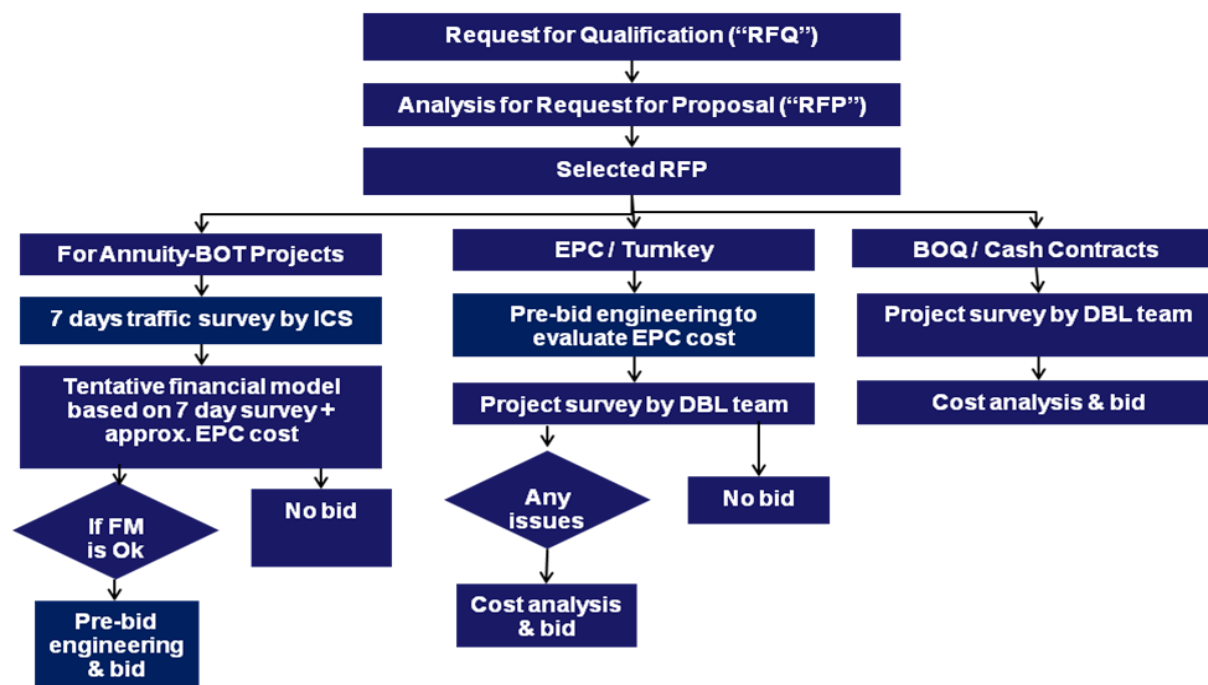 Request for Qualification (“RFQ”)
Analysis for Request for Proposal (“RFP”)
Selected RFP
For Annuity-BOT Projects
7 days traffic survey by ICS
Tentative financial model
based on 7 day survey +
approx. EPC cost
If FM
is Ok
No bid
Pre-bid
engineering
& bid
EPC / Turnkey
Pre-bid engineering to
evaluate EPC cost
Project survey by DBL team
Any
issues
No bid
Cost analysis
& bid
BOQ / Cash Contracts
Project survey by DBL team
Cost analysis & bid